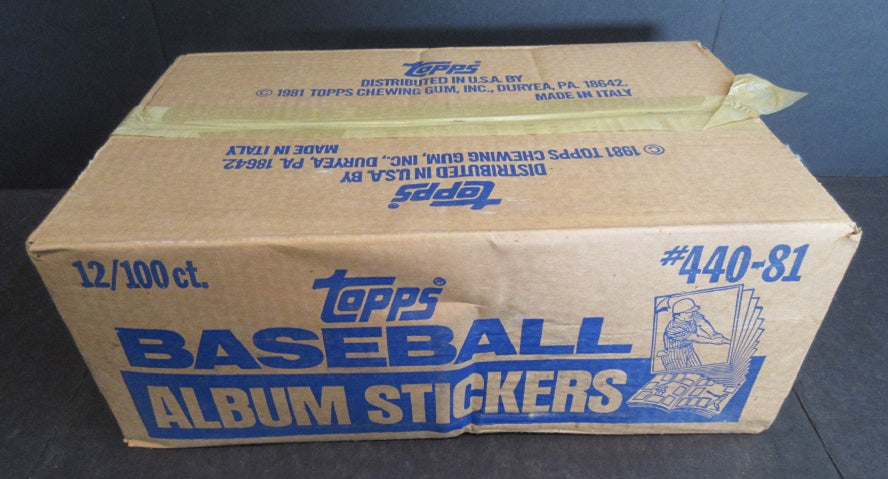 Topps
DISTRIBUTED IN U.S.A. BY
© 1981 TOPPS CHEWING GUM, INC., DURYEA, PA. 18642.
MADE IN ITALY
Topps
DISTRIBUTED IN U.S.A. BY
© 1981 TOPPS CHEWING GUM, INC., DURYEA, PA. 18642.
MADE IN ITALY
12/100 ct.
#440-81
Topps
BASEBALL
ALBUM STICKERS